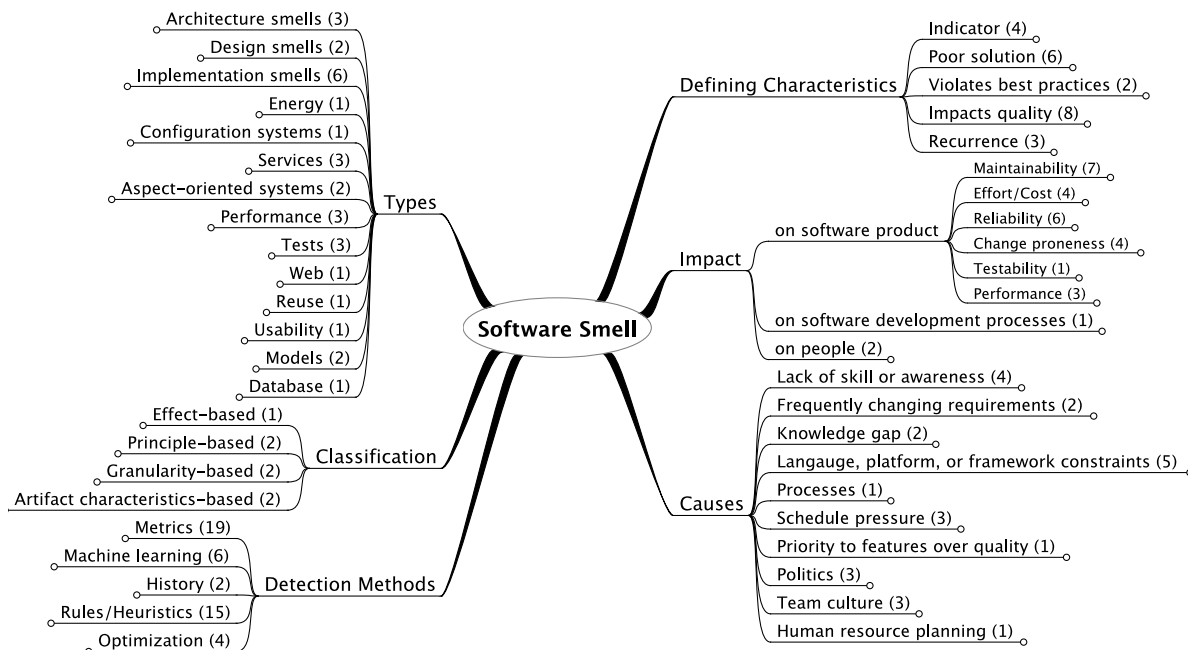 Software Smell
Types
Architecture smells (3)
Design smells (2)
Implementation smells (6)
Energy (1)
Configuration systems (1)
Services (3)
Aspect-oriented systems (2)
Performance (3)
Tests (3)
Web (1)
Reuse (1)
Usability (1)
Models (2)
Database (1)
Classification
Effect-based (1)
Principle-based (2)
Granularity-based (2)
Artifact characteristics-based (2)
Detection Methods
Metrics (19)
Machine learning (6)
History (2)
Rules/Heuristics (15)
Optimization (4)
Defining Characteristics
Indicator (4)
Poor solution (6)
Violates best practices (2)
Impacts quality (8)
Recurrence (3)
Impact
on software product
Maintainability (7)
Effort/Cost (4)
Reliability (6)
Change proneness (4)
Testability (1)
Performance (3)
on software development processes (1)
on people (2)
Causes
Lack of skill or awareness (4)
Frequently changing requirements (2)
Knowledge gap (2)
Langauge, platform, or framework constraints (5)
Processes (1)
Schedule pressure (3)
Priority to features over quality (1)
Politics (3)
Team culture (3)
Human resource planning (1)